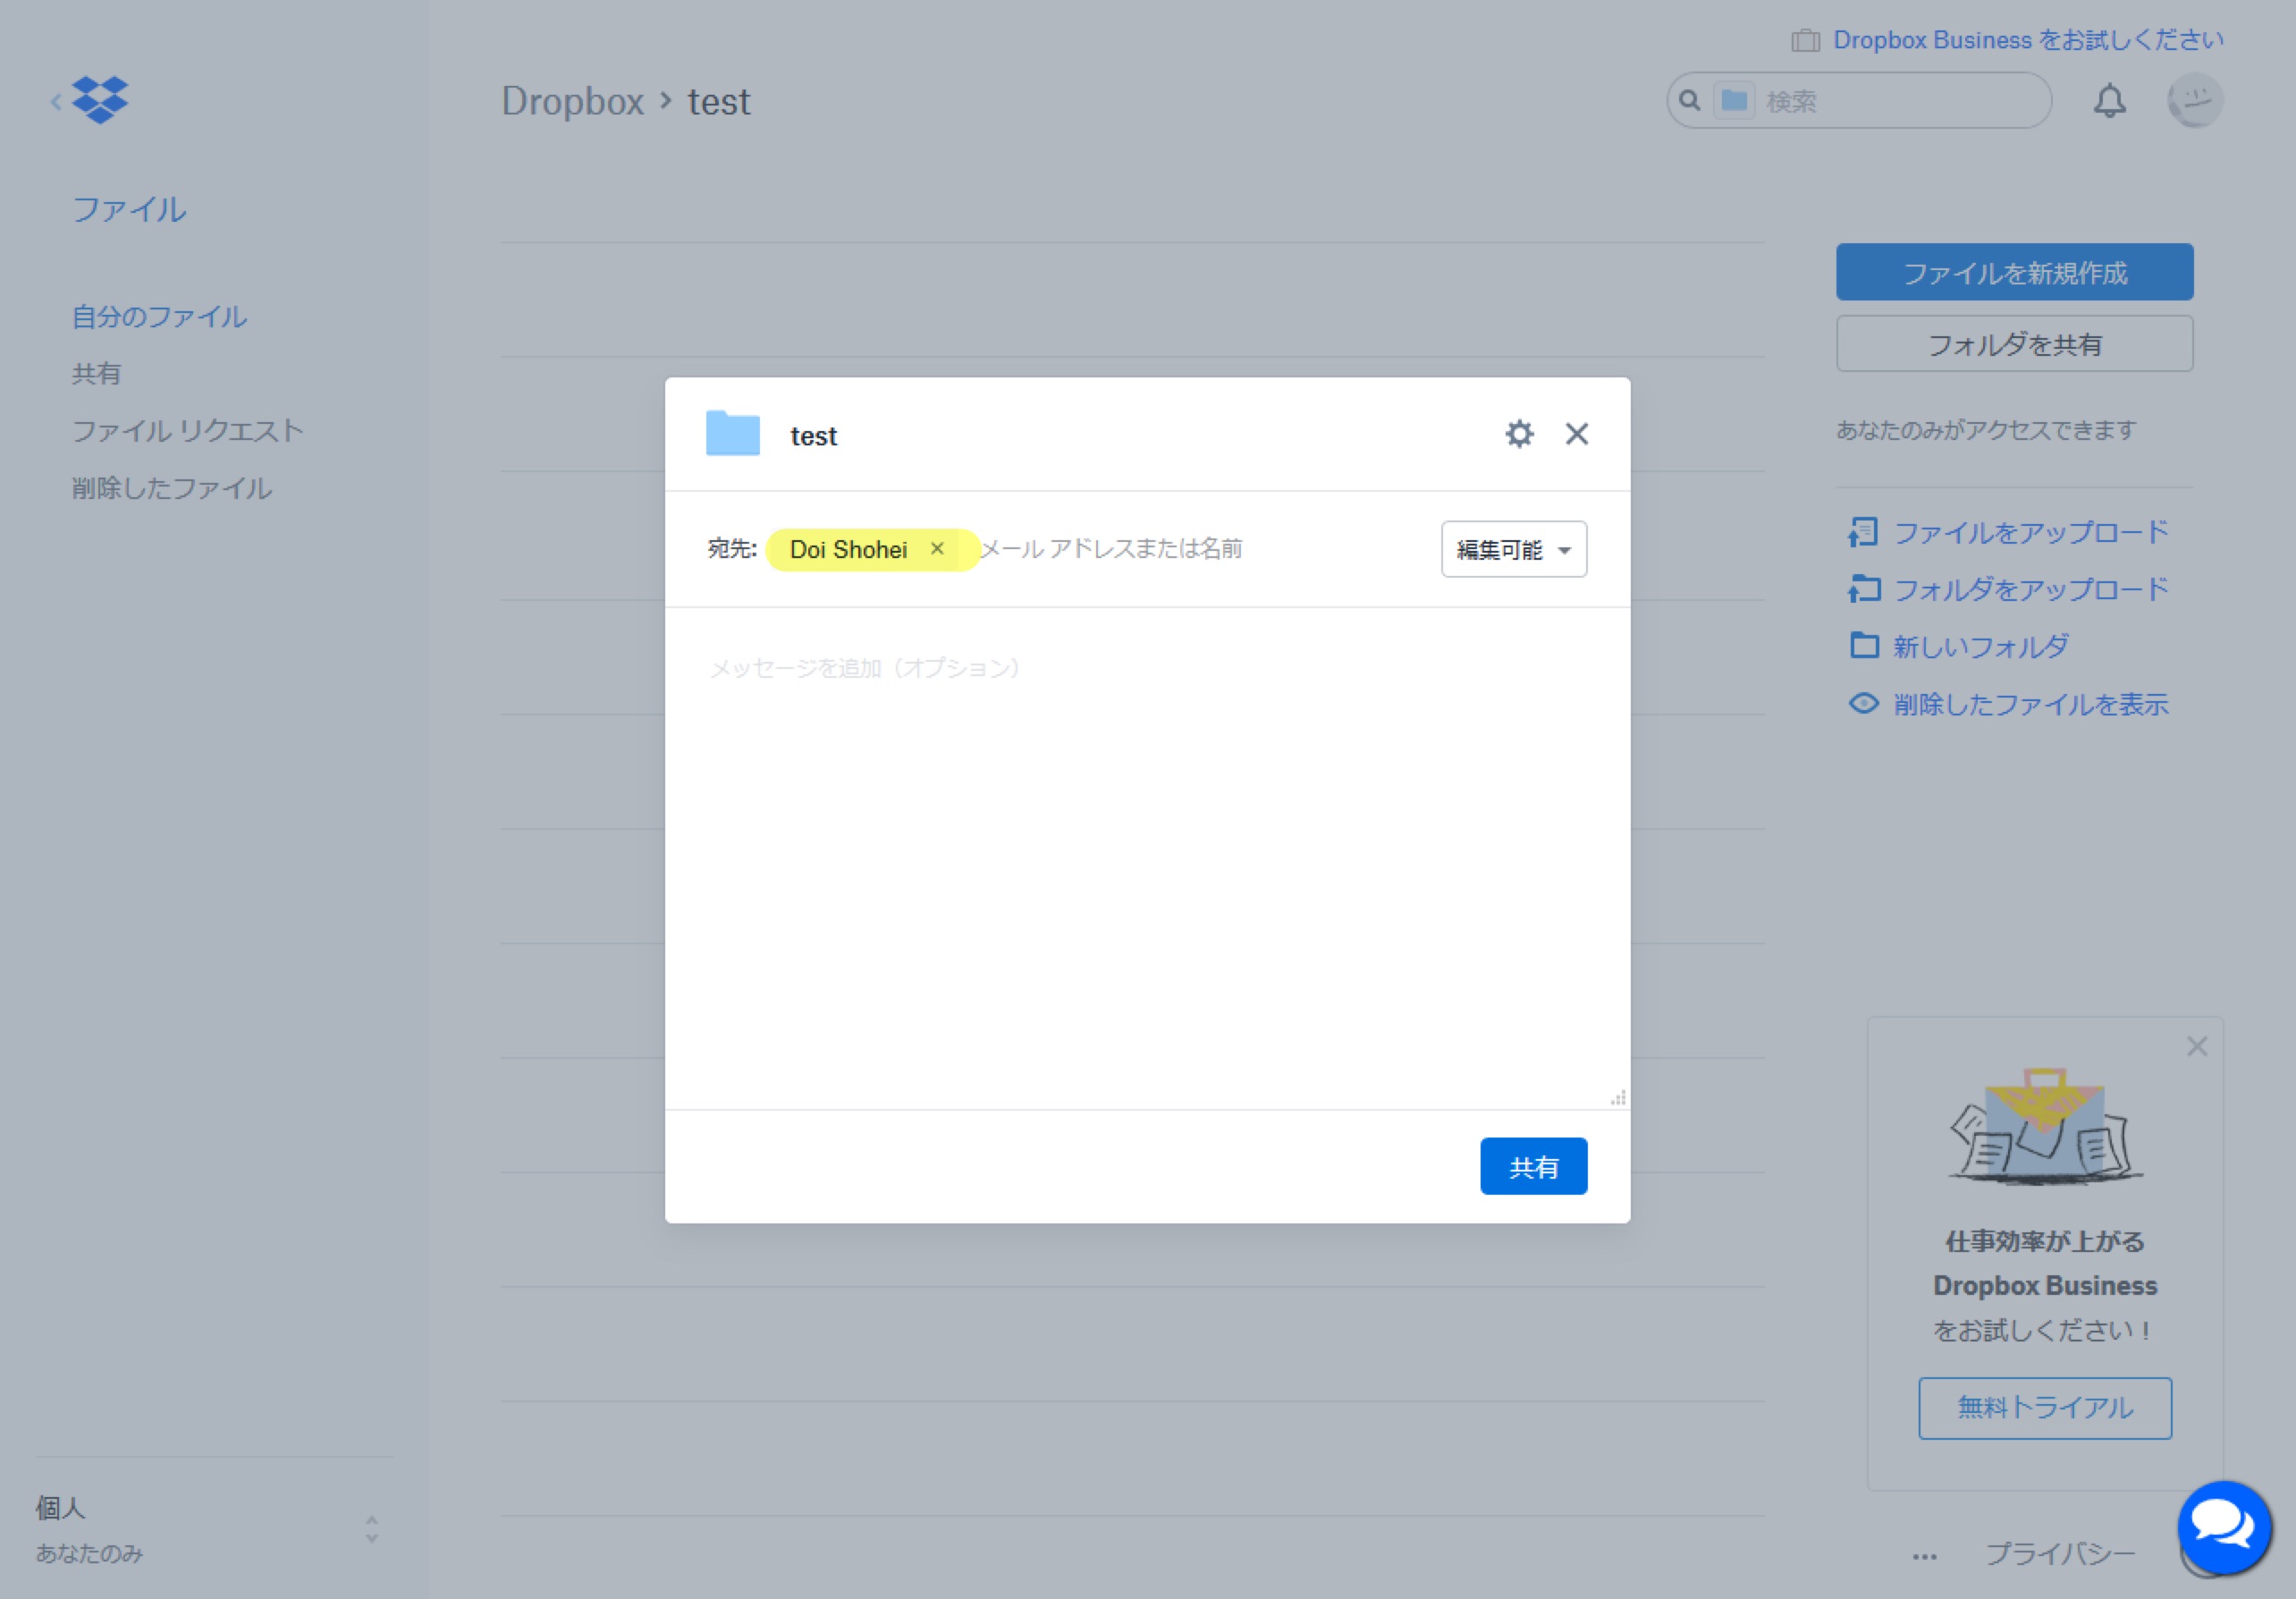 Dropbox Business をお試しください
Dropbox › test
検索
ファイル
自分のファイル
共有
ファイル リクエスト
削除したファイル
ファイルを新規作成
フォルダを共有
あなたのみがアクセスできます
ファイルをアップロード
フォルダをアップロード
新しいフォルダ
削除したファイルを表示
test
宛先: Doi Shohei × メール アドレスまたは名前
編集可能
メッセージを追加（オプション）
共有
仕事効率が上がる
Dropbox Business
をお試しください！
無料トライアル
個人
あなたのみ
... プライバシー